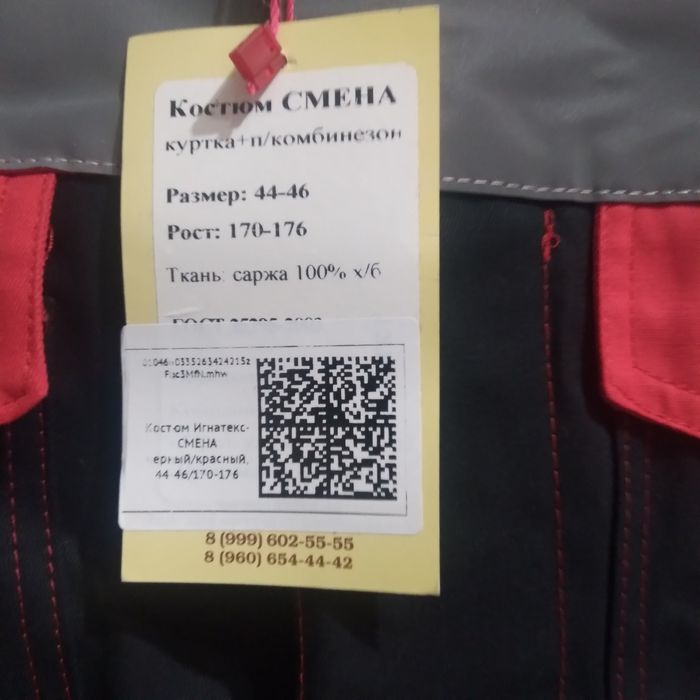 Костюм СМЕНА
куртка+п/комбинезон
Размер: 44-46
Рост: 170-176
Ткань: саржа 100% х/б
Костюм Игнатекс-
СМЕНА
черный/красный,
44-46/170-176
8 (999) 602-55-55
8 (960) 654-44-42